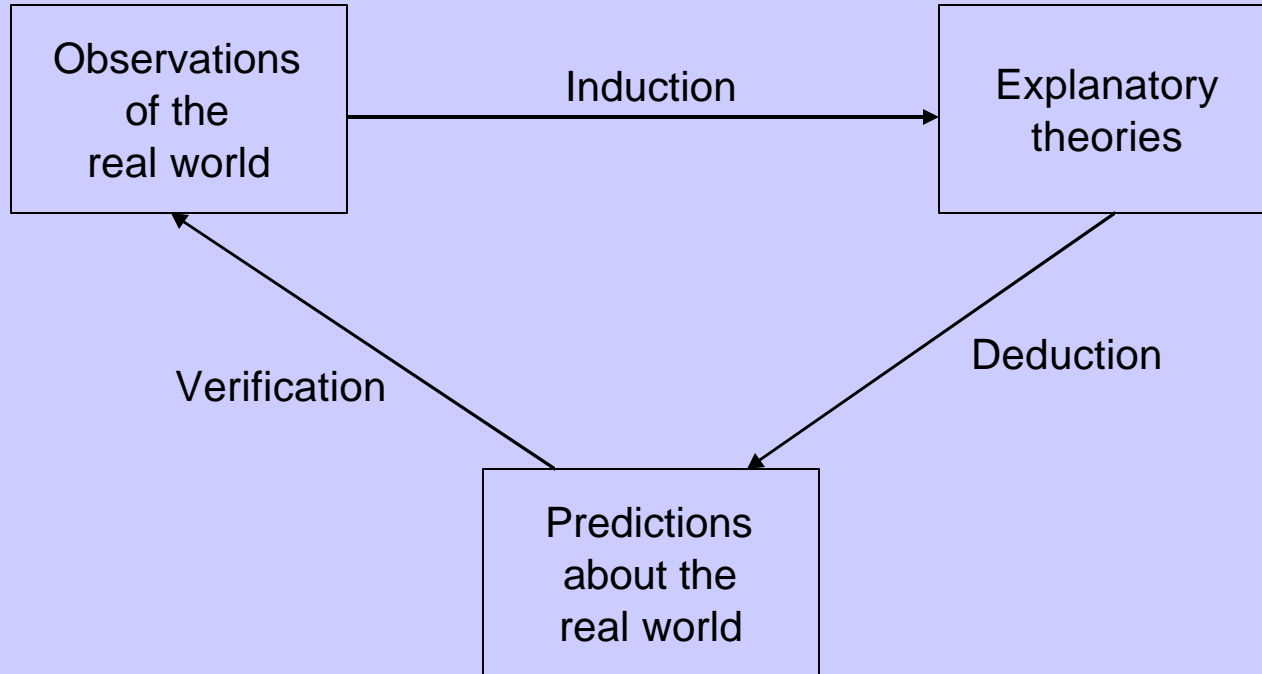 Observations
of the
real world
Induction
Explanatory
theories
Verification
Deduction
Predictions
about the
real world